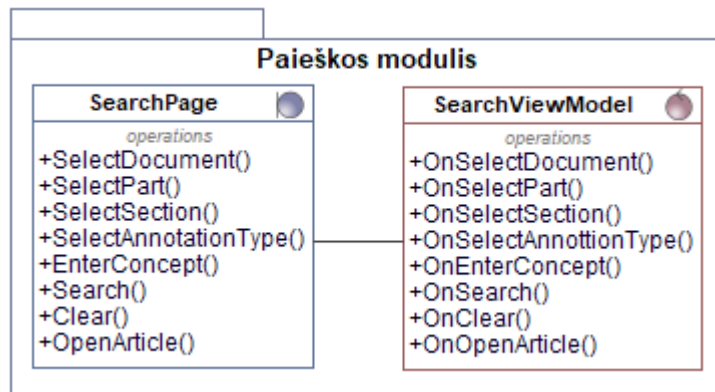 Paieškos modulis
SearchPage
operations
+SelectDocument()
+SelectPart()
+SelectSection()
+SelectAnnotationType()
+EnterConcept()
+Search()
+Clear()
+OpenArticle()
SearchViewModel
operations
+OnSelectDocument()
+OnSelectPart()
+OnSelectSection()
+OnSelectAnnottionType()
+OnEnterConcept()
+OnSearch()
+OnClear()
+OnOpenArticle()